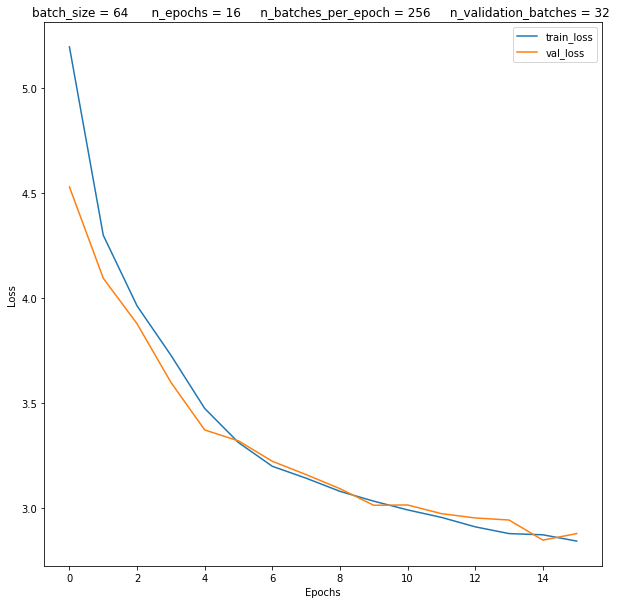 batch_size = 64 n_epochs = 16 n_batches_per_epoch = 256 n_validation_batches = 32
train_loss
val_loss
5.0
4.5
4.0
3.5
3.0
Loss
0 2 4 6 8 10 12 14
Epochs